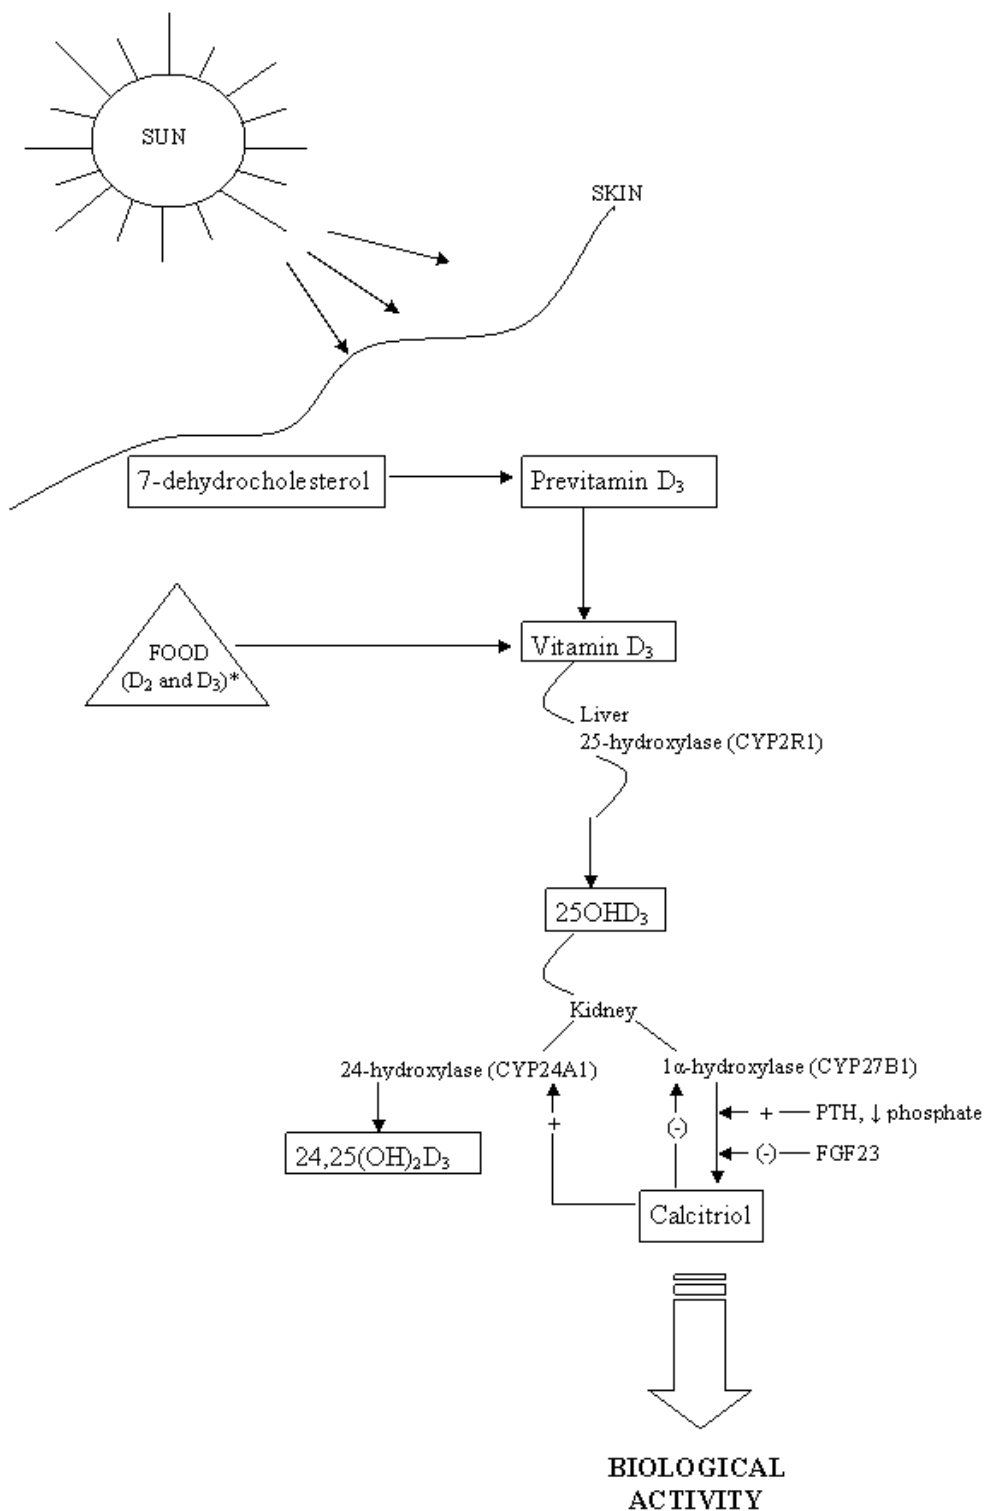 SUN
SKIN
7-dehydrocholesterol
Previtamin D₃
FOOD
(D₂ and D₃)*
Vitamin D₃
Liver
25-hydroxylase (CYP2R1)
25OHD₃
Kidney
24-hydroxylase (CYP24A1)
1α-hydroxylase (CYP27B1)
+
(-)
+ PTH, ↓ phosphate
(-) FGF23
24,25(OH)₂D₃
Calcitriol
BIOLOGICAL
ACTIVITY